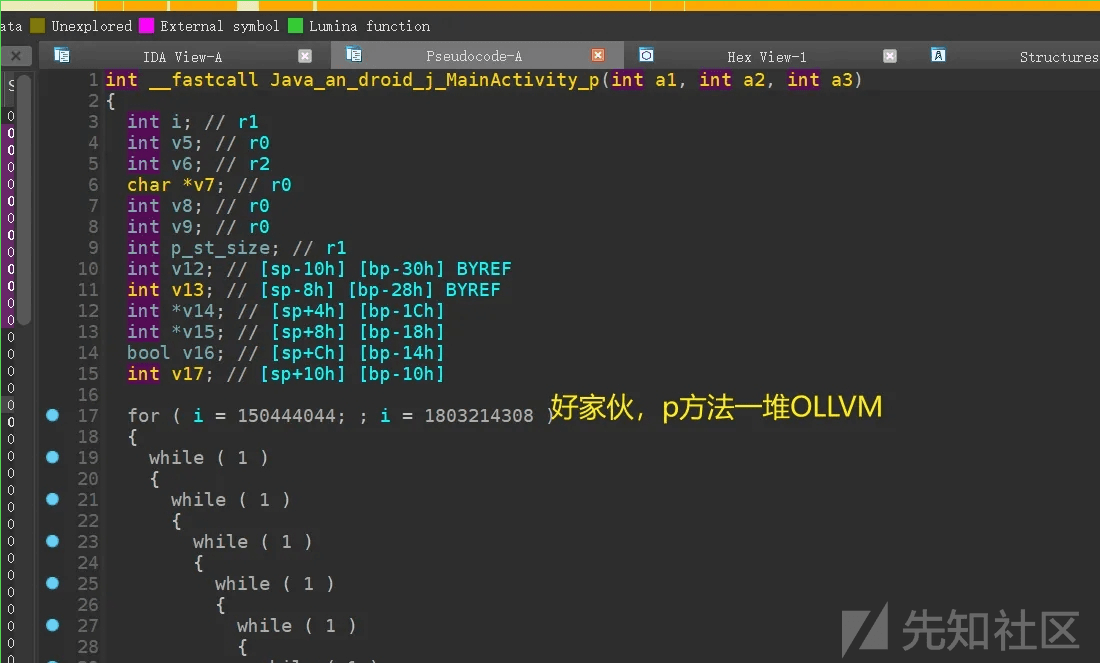 ata Unexplored External symbol Lumina function
IDA View-A Pseudocode-A Hex View-1 Structures
1 int __fastcall Java_an_droid_j_MainActivity_p(int a1, int a2, int a3)
2 {
3 int i; // r1
4 int v5; // r0
5 int v6; // r2
6 char *v7; // r0
7 int v8; // r0
8 int v9; // r0
9 int p_st_size; // r1
10 int v12; // [sp-10h] [bp-30h] BYREF
11 int v13; // [sp-8h] [bp-28h] BYREF
12 int *v14; // [sp+4h] [bp-1Ch]
13 int *v15; // [sp+8h] [bp-18h]
14 bool v16; // [sp+Ch] [bp-14h]
15 int v17; // [sp+10h] [bp-10h]
16
17 for ( i = 150444044; ; i = 1803214308 )
好家伙，p方法一堆OLLVM
18 {
19 while ( 1 )
20 {
21 while ( 1 )
22 {
23 while ( 1 )
24 {
25 while ( 1 )
26 {
27 while ( 1 )
28 {
先知社区